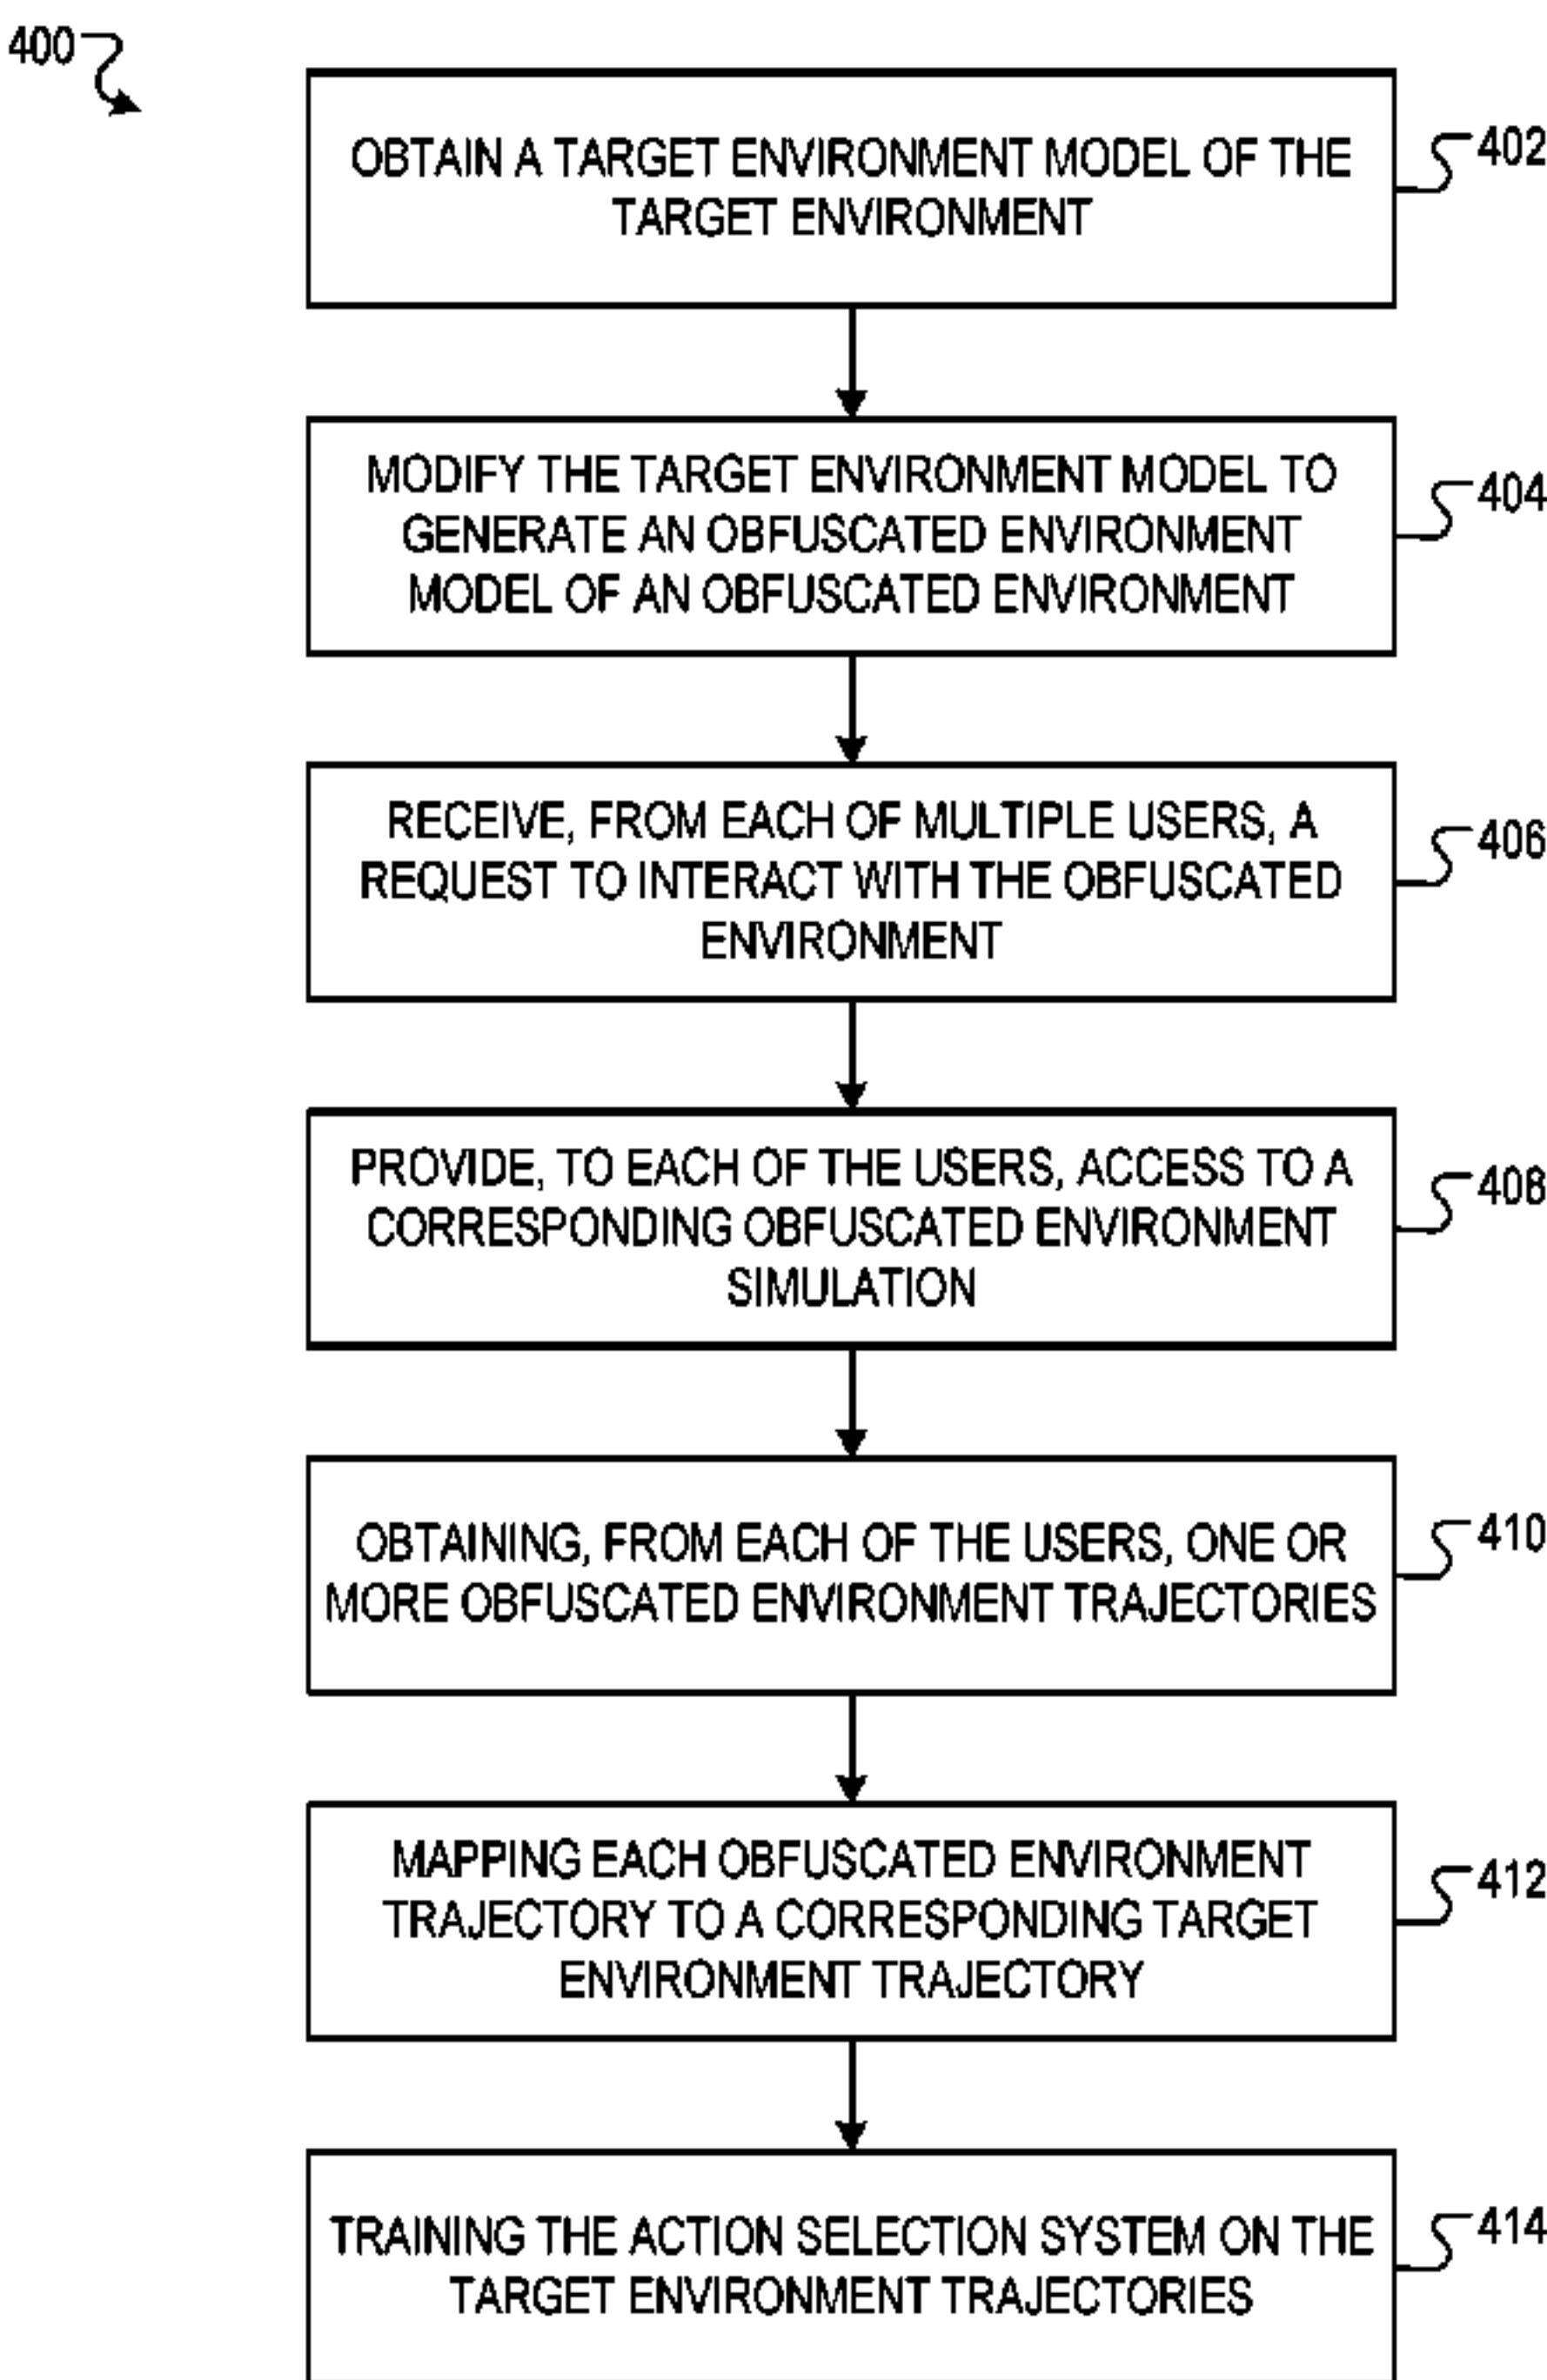 400
OBTAIN A TARGET ENVIRONMENT MODEL OF THE
TARGET ENVIRONMENT
402
MODIFY THE TARGET ENVIRONMENT MODEL TO
GENERATE AN OBFUSCATED ENVIRONMENT
MODEL OF AN OBFUSCATED ENVIRONMENT
404
RECEIVE, FROM EACH OF MULTIPLE USERS, A
REQUEST TO INTERACT WITH THE OBFUSCATED
ENVIRONMENT
406
PROVIDE, TO EACH OF THE USERS, ACCESS TO A
CORRESPONDING OBFUSCATED ENVIRONMENT
SIMULATION
408
OBTAINING, FROM EACH OF THE USERS, ONE OR
MORE OBFUSCATED ENVIRONMENT TRAJECTORIES
410
MAPPING EACH OBFUSCATED ENVIRONMENT
TRAJECTORY TO A CORRESPONDING TARGET
ENVIRONMENT TRAJECTORY
412
TRAINING THE ACTION SELECTION SYSTEM ON THE
TARGET ENVIRONMENT TRAJECTORIES
414